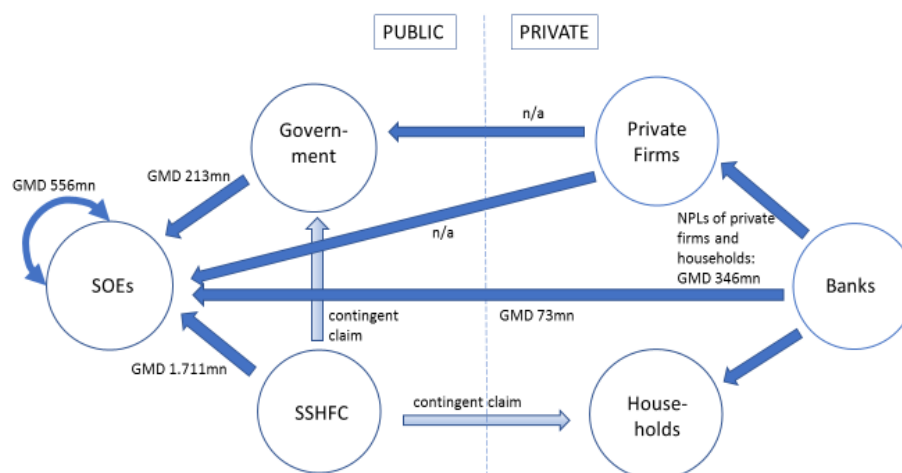 PUBLIC
PRIVATE
n/a
Govern-
ment
Private
Firms
GMD 556mn
GMD 213mn
n/a
NPLs of private
firms and
households:
GMD 346mn
SOEs
Banks
contingent
claim
GMD 73mn
GMD 1.711mn
contingent claim
SSHFC
House-
holds